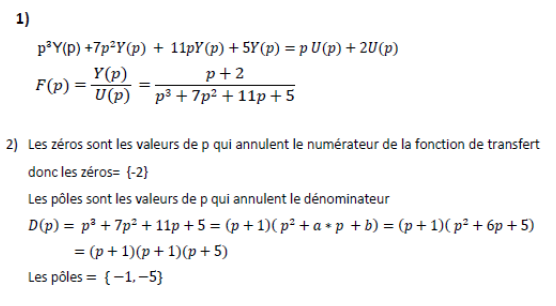 1)
p³Y(p) +7p²Y(p) + 11pY(p) + 5Y(p) = p U(p) + 2U(p)
F(p) = Y(p)/U(p) = (p + 2)/(p³ + 7p² + 11p + 5)
2) Les zéros sont les valeurs de p qui annulent le numérateur de la fonction de transfert
donc les zéros= {-2}
Les pôles sont les valeurs de p qui annulent le dénominateur
D(p) = p³ + 7p² + 11p + 5 = (p + 1)( p² + a * p + b) = (p + 1)( p² + 6p + 5)
= (p + 1)(p + 1)(p + 5)
Les pôles = { −1, −5}